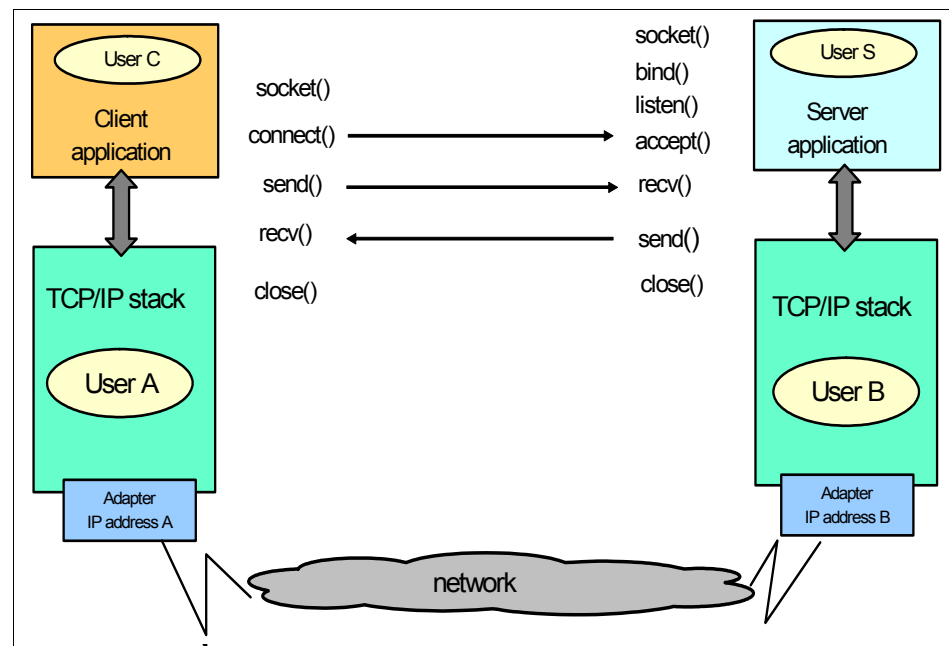 User C
Client
application
TCP/IP stack
User A
Adapter
IP address A
socket()
connect()
send()
recv()
close()
socket()
bind()
listen()
accept()
recv()
send()
close()
User S
Server
application
TCP/IP stack
User B
Adapter
IP address B
network